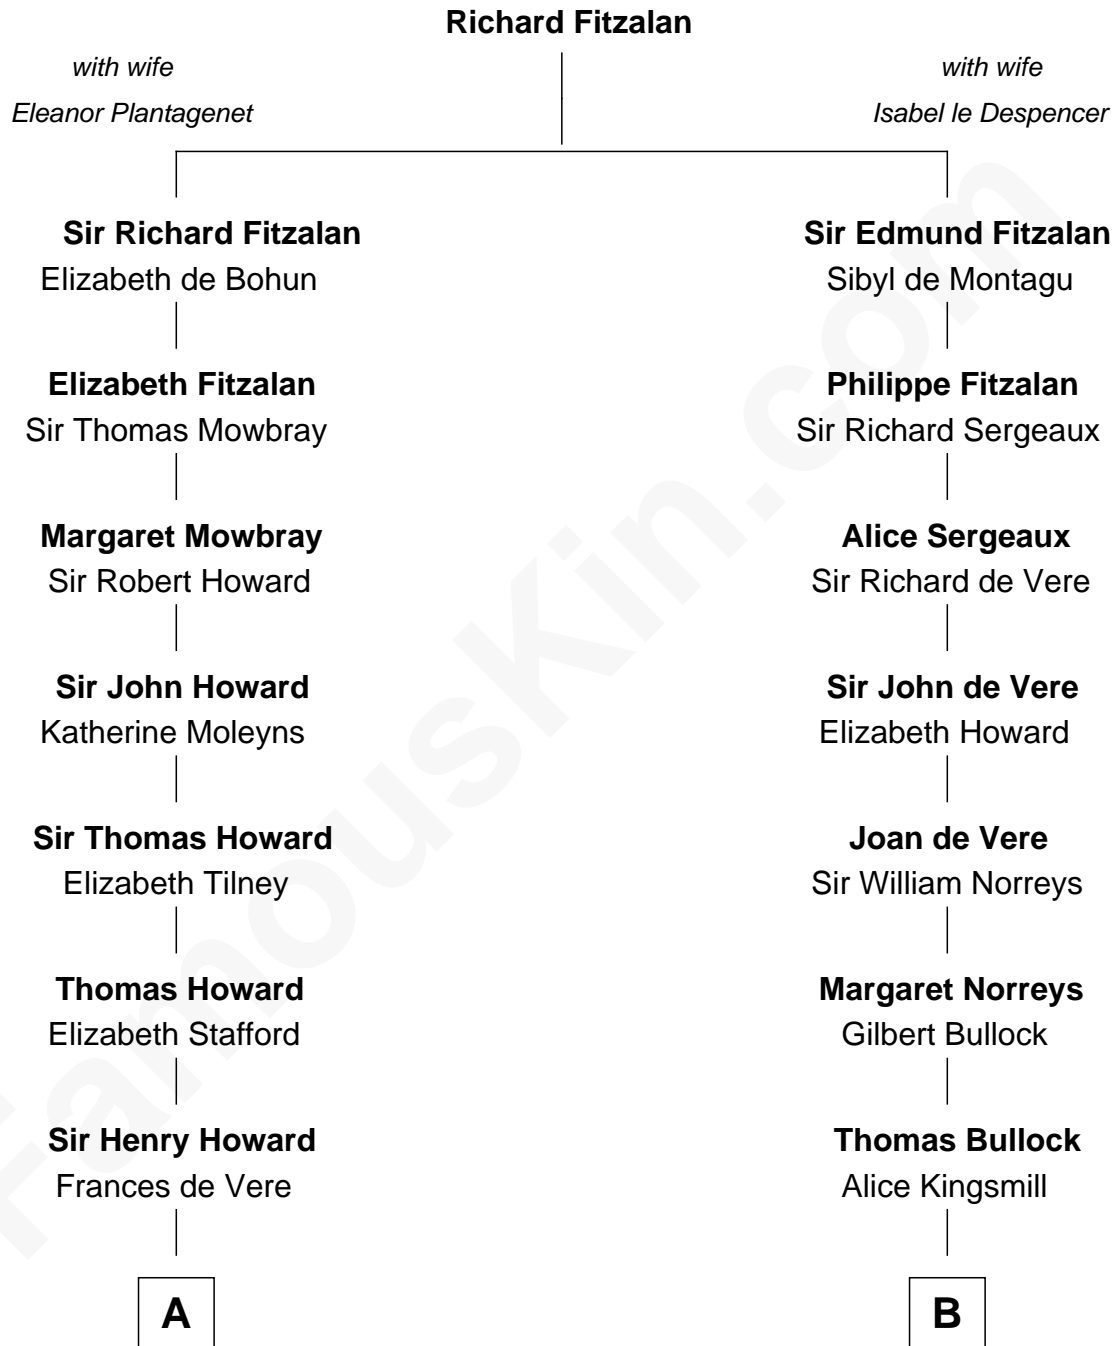 Richard Fitzalan
with wife
Eleanor Plantagenet
with wife
Isabel le Despencer
Sir Richard Fitzalan
Elizabeth de Bohun
Sir Edmund Fitzalan
Sibyl de Montagu
Elizabeth Fitzalan
Sir Thomas Mowbray
Philippe Fitzalan
Sir Richard Sergeaux
Margaret Mowbray
Sir Robert Howard
Alice Sergeaux
Sir Richard de Vere
Sir John Howard
Katherine Moleyns
Sir John de Vere
Elizabeth Howard
Sir Thomas Howard
Elizabeth Tilney
Joan de Vere
Sir William Norreys
Thomas Howard
Elizabeth Stafford
Margaret Norreys
Gilbert Bullock
Sir Henry Howard
Frances de Vere
Thomas Bullock
Alice Kingsmill
A
B
FamousKin.com